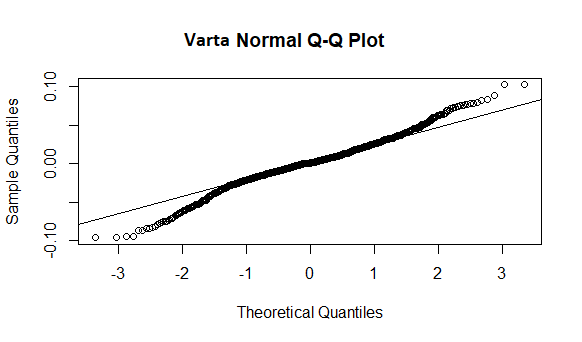 Varta Normal Q-Q Plot
Sample Quantiles
0.10
0.00
-0.10
-3 -2 -1 0 1 2 3
Theoretical Quantiles